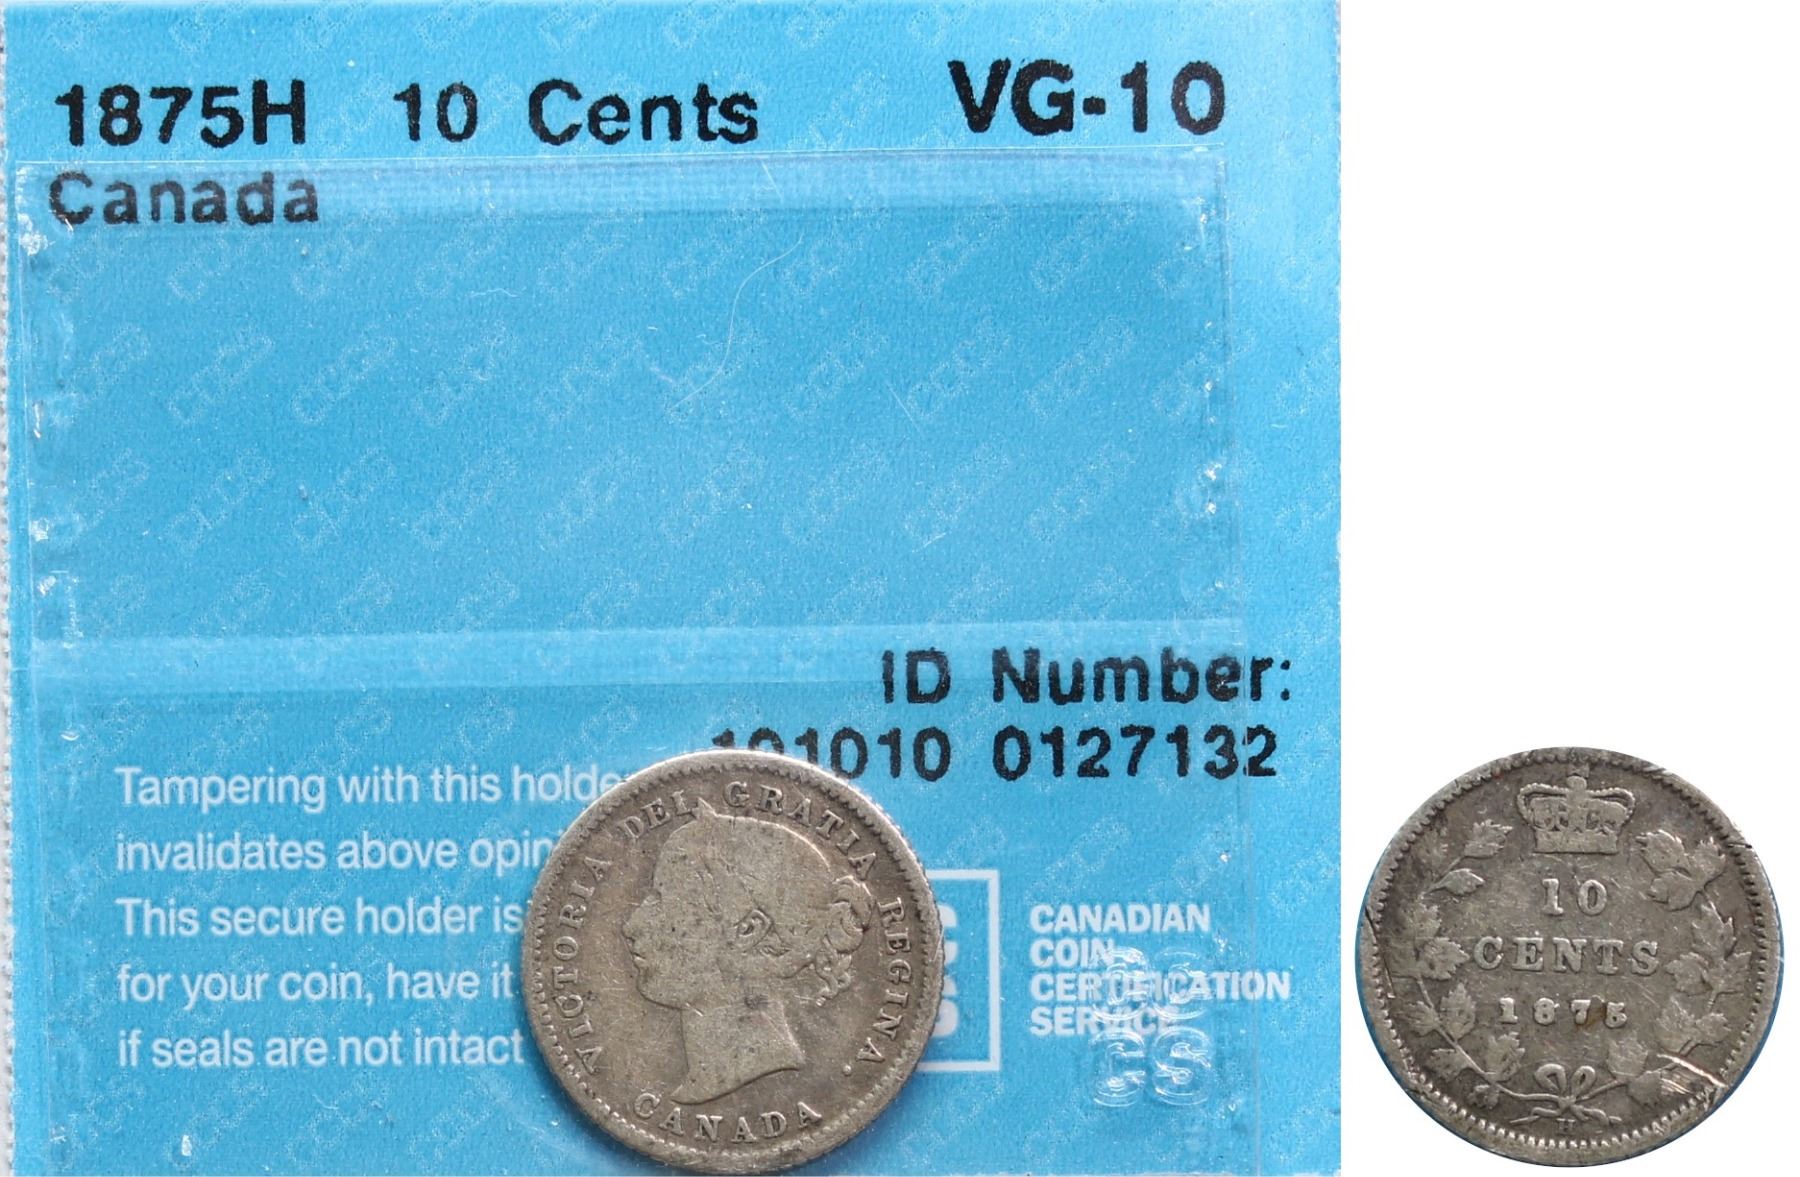 1875H 10 Cents VG-10
Canada
ID Number:
101010 0127132
Tampering with this holde
invalidates above opin
This secure holder is
for your coin, have it
if seals are not intact
CANADIAN
COIN
CERTIFICATION
SERVICE
VICTORIA DEI GRATIA REGINA.
CANADA
10
CENTS
1875
H